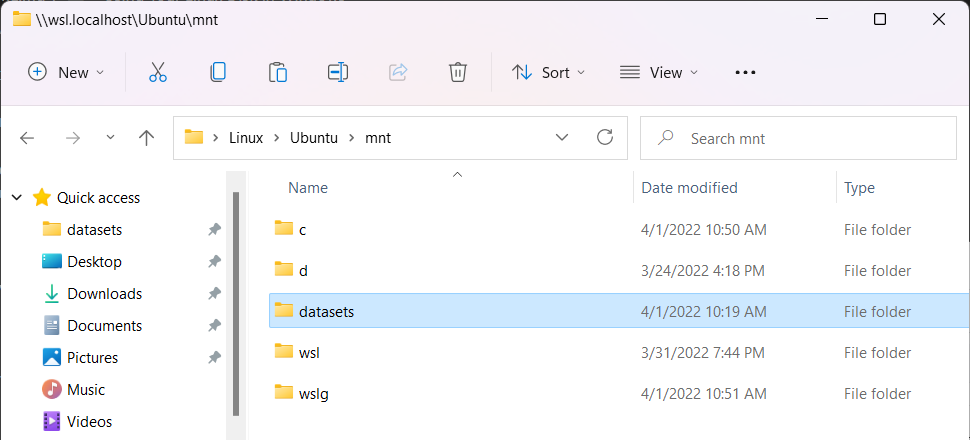 \\wsl.localhost\Ubuntu\mnt
New Sort View
Linux Ubuntu mnt Search mnt
Name Date modified Type
Quick access
datasets
Desktop
Downloads
Documents
Pictures
Music
Videos
c 4/1/2022 10:50 AM File folder
d 3/24/2022 4:18 PM File folder
datasets 4/1/2022 10:19 AM File folder
wsl 3/31/2022 7:44 PM File folder
wslg 4/1/2022 10:51 AM File folder